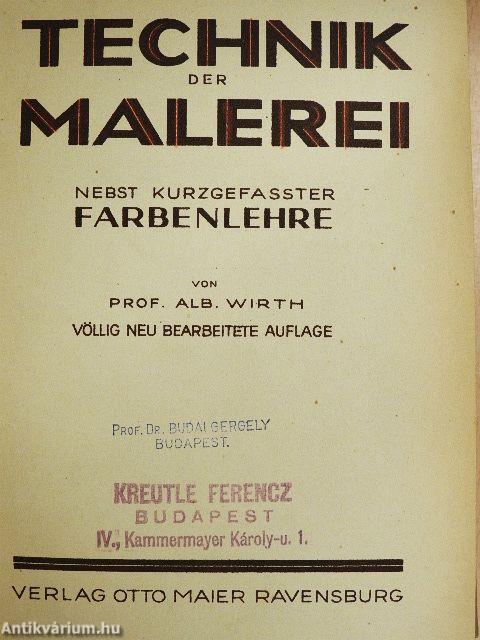 TECHNIK
DER
MALEREI
NEBST KURZGEFASSTER
FARBENLEHRE
VON
PROF. ALB. WIRTH
VÖLLIG NEU BEARBEITETE AUFLAGE
PROF. DR. BUDAI GERGELY
BUDAPEST.
KREUTLE FERENCZ
BUDAPEST
IV., Kammermayer Károly-u. 1.
VERLAG OTTO MAIER RAVENSBURG
Antikvárium.hu